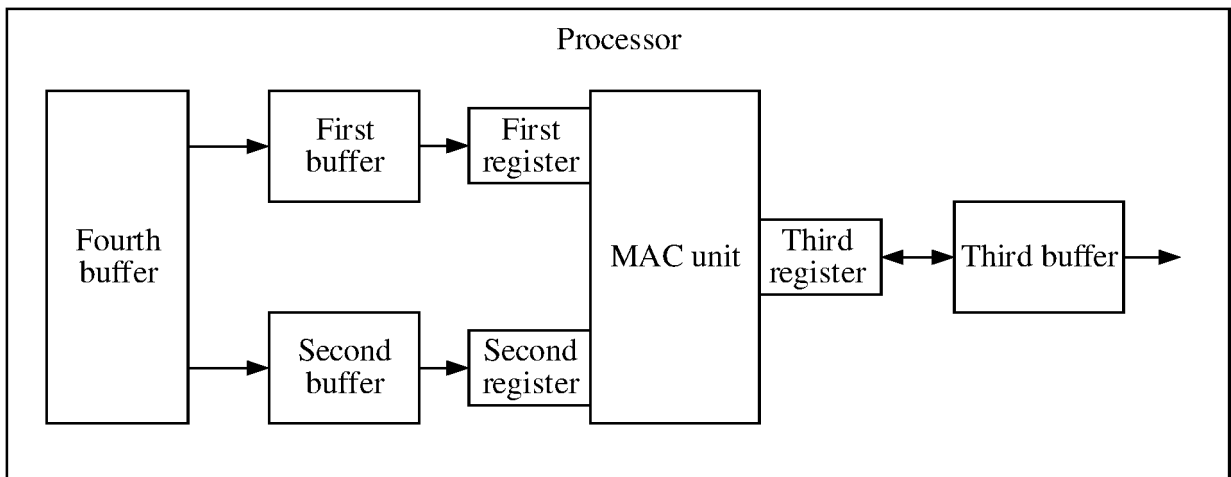 Processor
First
buffer
First
register
Fourth
buffer
MAC unit
Third
register
Third buffer
Second
buffer
Second
register